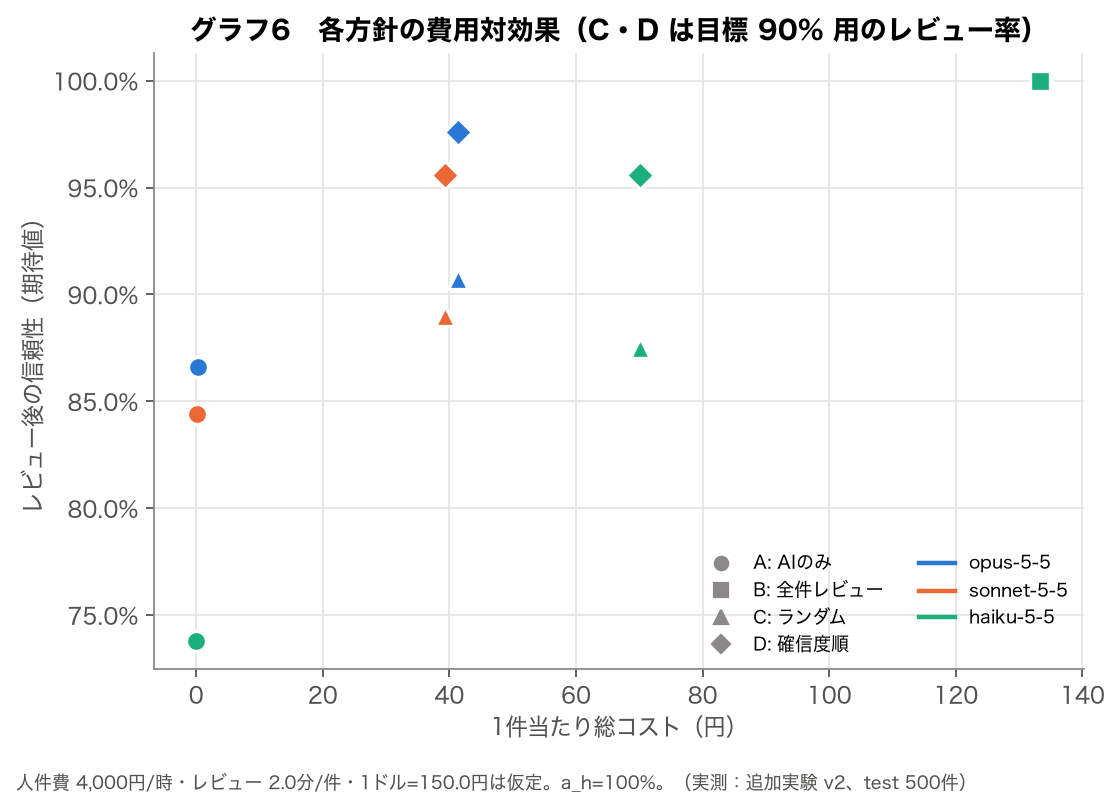 グラフ6　各方針の費用対効果（C・D は目標 90% 用のレビュー率）
100.0%
95.0%
90.0%
85.0%
80.0%
75.0%
レビュー後の信頼性（期待値）
A: AIのみ
B: 全件レビュー
C: ランダム
D: 確信度順
opus-5-5
sonnet-5-5
haiku-5-5
0 20 40 60 80 100 120 140
1件当たり総コスト（円）
人件費 4,000円/時・レビュー 2.0分/件・1ドル=150.0円は仮定。a_h=100%。（実測：追加実験 v2、test 500件）